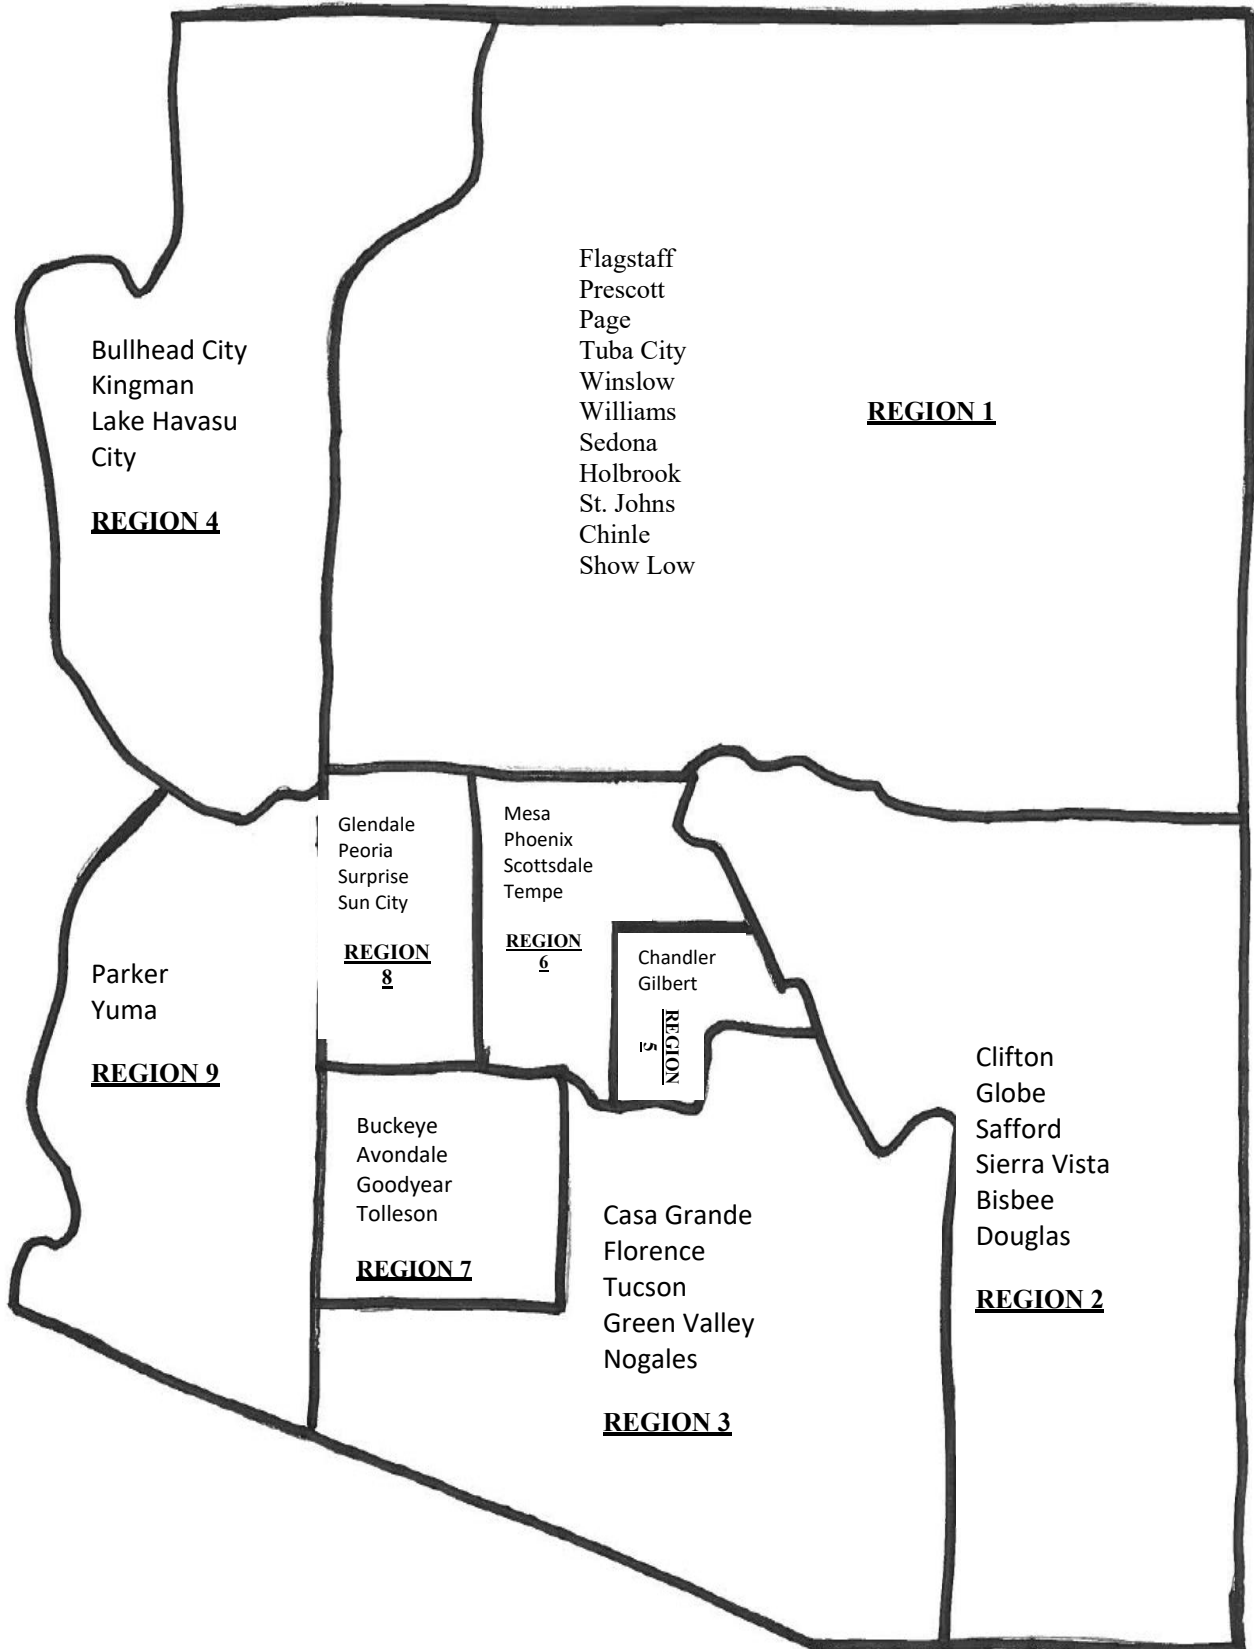 Flagstaff
Prescott
Page
Tuba City
Winslow
Williams
Sedona
Holbrook
St. Johns
Chinle
Show Low
REGION 1
Bullhead City
Kingman
Lake Havasu
City
REGION 4
Glendale
Peoria
Surprise
Sun City
REGION
8
Mesa
Phoenix
Scottsdale
Tempe
REGION
6
Chandler
Gilbert
REGION
5
Parker
Yuma
REGION 9
Buckeye
Avondale
Goodyear
Tolleson
REGION 7
Casa Grande
Florence
Tucson
Green Valley
Nogales
REGION 3
Clifton
Globe
Safford
Sierra Vista
Bisbee
Douglas
REGION 2